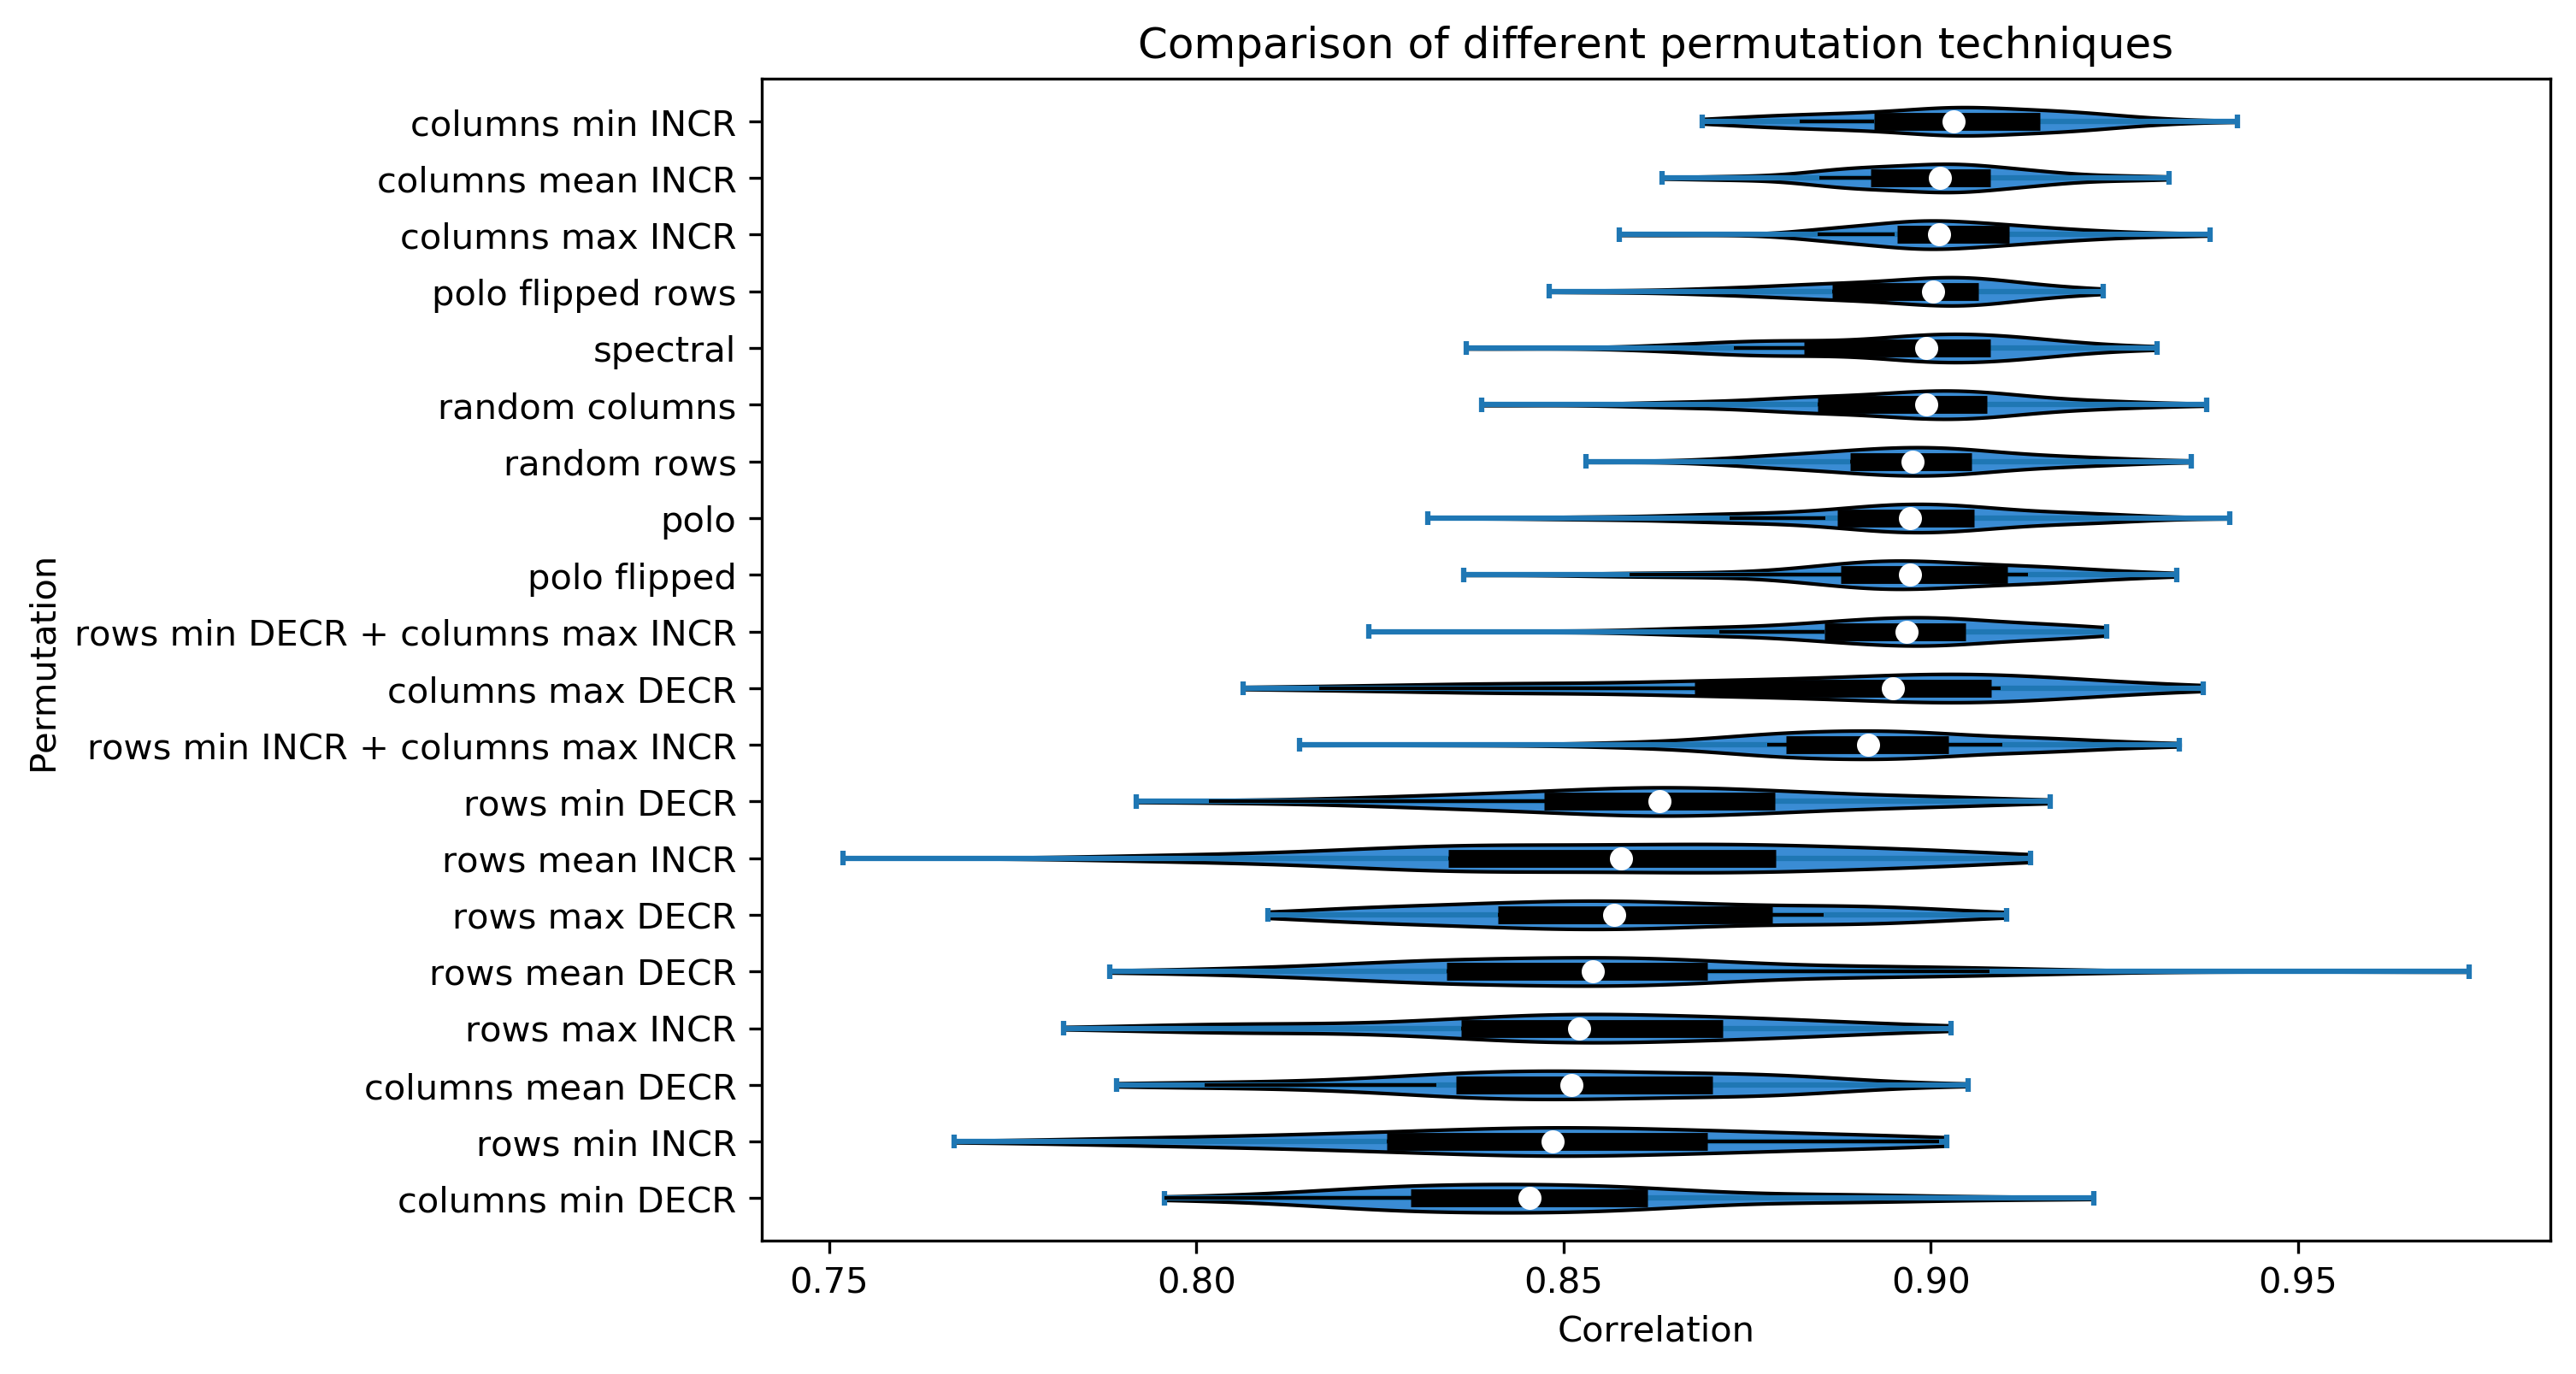 Comparison of different permutation techniques
Permutation
columns min INCR
columns mean INCR
columns max INCR
polo flipped rows
spectral
random columns
random rows
polo
polo flipped
rows min DECR + columns max INCR
columns max DECR
rows min INCR + columns max INCR
rows min DECR
rows mean INCR
rows max DECR
rows mean DECR
rows max INCR
columns mean DECR
rows min INCR
columns min DECR
0.75 0.80 0.85 0.90 0.95
Correlation